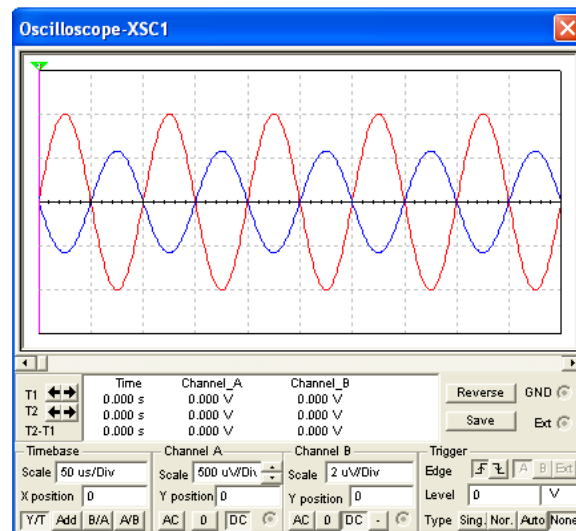 Oscilloscope-XSC1
Time Channel_A Channel_B
T1 0.000 s 0.000 V 0.000 V
T2 0.000 s 0.000 V 0.000 V
T2-T1 0.000 s 0.000 V 0.000 V
Reverse GND
Save Ext
Timebase Channel A Channel B Trigger
Scale 50 us/Div Scale 500 uV/Div Scale 2 uV/Div Edge A B Ext
X position 0 Y position 0 Y position 0 Level 0 V
Y/T Add B/A A/B AC 0 DC AC 0 DC - Type Sing. Nor. Auto None